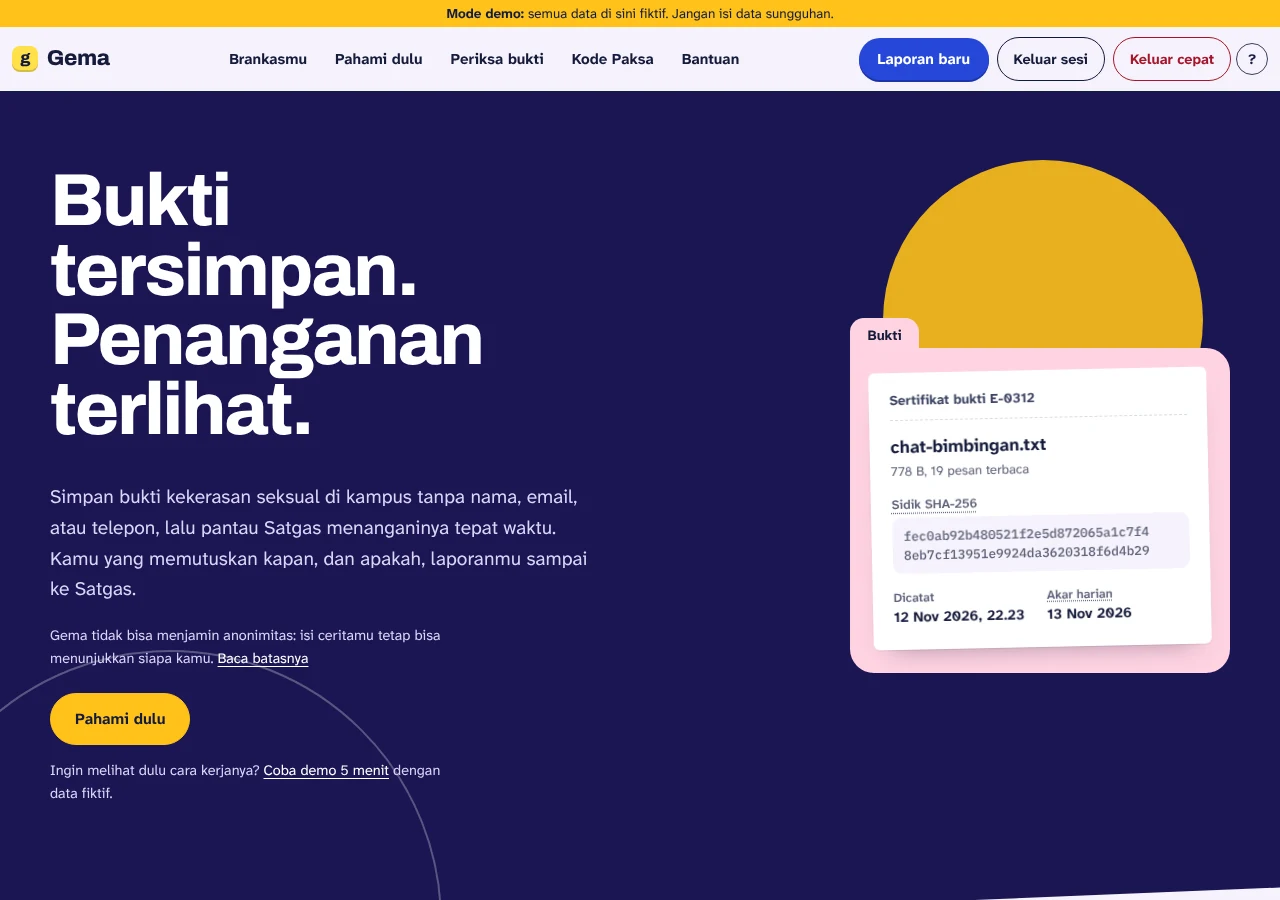 Mode demo: semua data di sini fiktif. Jangan isi data sungguhan.
g Gema
Brankasmu
Pahami dulu
Periksa bukti
Kode Paksa
Bantuan
Laporan baru
Keluar sesi
Keluar cepat
?
Bukti
tersimpan.
Penanganan
terlihat.
Simpan bukti kekerasan seksual di kampus tanpa nama, email,
atau telepon, lalu pantau Satgas menanganinya tepat waktu.
Kamu yang memutuskan kapan, dan apakah, laporanmu sampai
ke Satgas.
Gema tidak bisa menjamin anonimitas: isi ceritamu tetap bisa
menunjukkan siapa kamu. Baca batasnya
Pahami dulu
Ingin melihat dulu cara kerjanya? Coba demo 5 menit dengan
data fiktif.
Bukti
Sertifikat bukti E-0312
chat-bimbingan.txt
778 B, 19 pesan terbaca
Sidik SHA-256
fec0ab92b480521f2e5d872065a1c7f4
8eb7cf13951e9924da3620318f6d4b29
Dicatat
12 Nov 2026, 22.23
Akar harian
13 Nov 2026